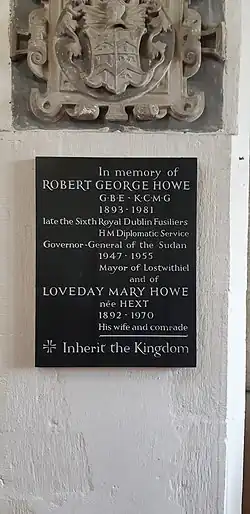 In memory of
ROBERT GEORGE HOWE
G·B·E · K·C·M·G
1893 · 1981
late the Sixth Royal Dublin Fusiliers
H M Diplomatic Service
Governor-General of the Sudan
1947 · 1955
Mayor of Lostwithiel
and of
LOVEDAY MARY HOWE
née HEXT
1892 · 1970
His wife and comrade
Inherit the Kingdom